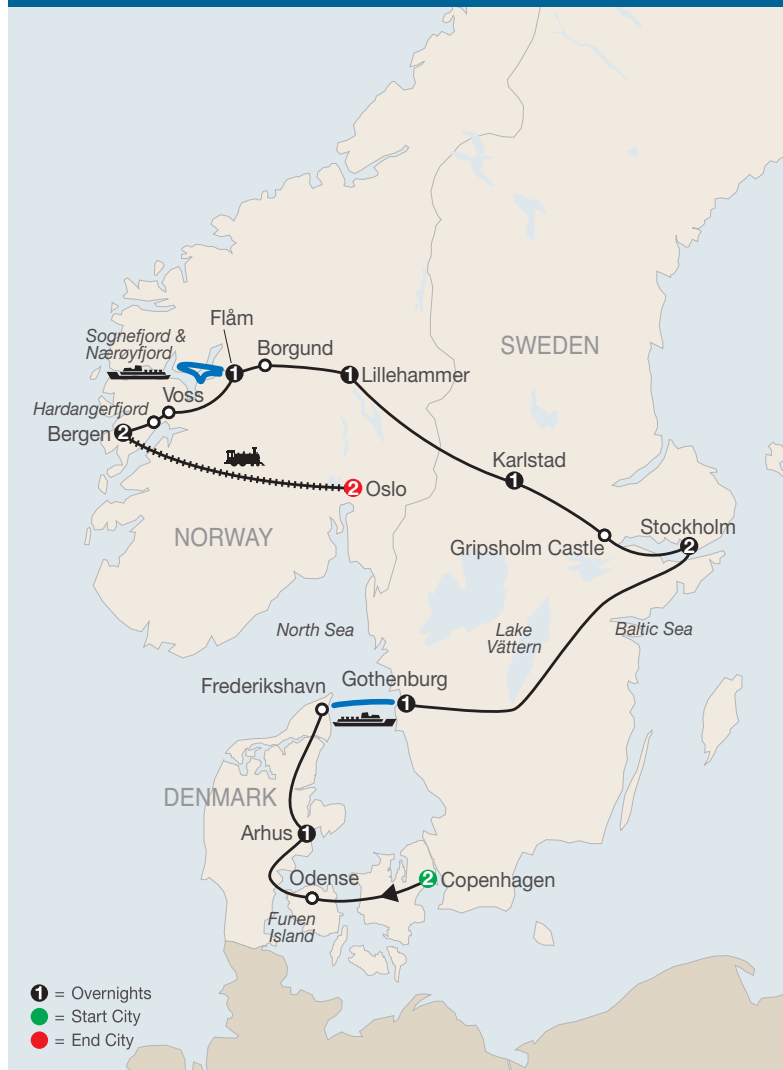 Flåm
Sognefjord &
Nærøyfjord
Borgund
SWEDEN
1
1
Lillehammer
Voss
Hardangerfjord
Bergen
2
Karlstad
1
2
Oslo
NORWAY
Stockholm
Gripsholm Castle
2
North Sea
Lake
Vättern
Baltic Sea
Gothenburg
Frederikshavn
1
DENMARK
Arhus
1
Odense
2
Copenhagen
Funen
Island
1 = Overnights
= Start City
= End City